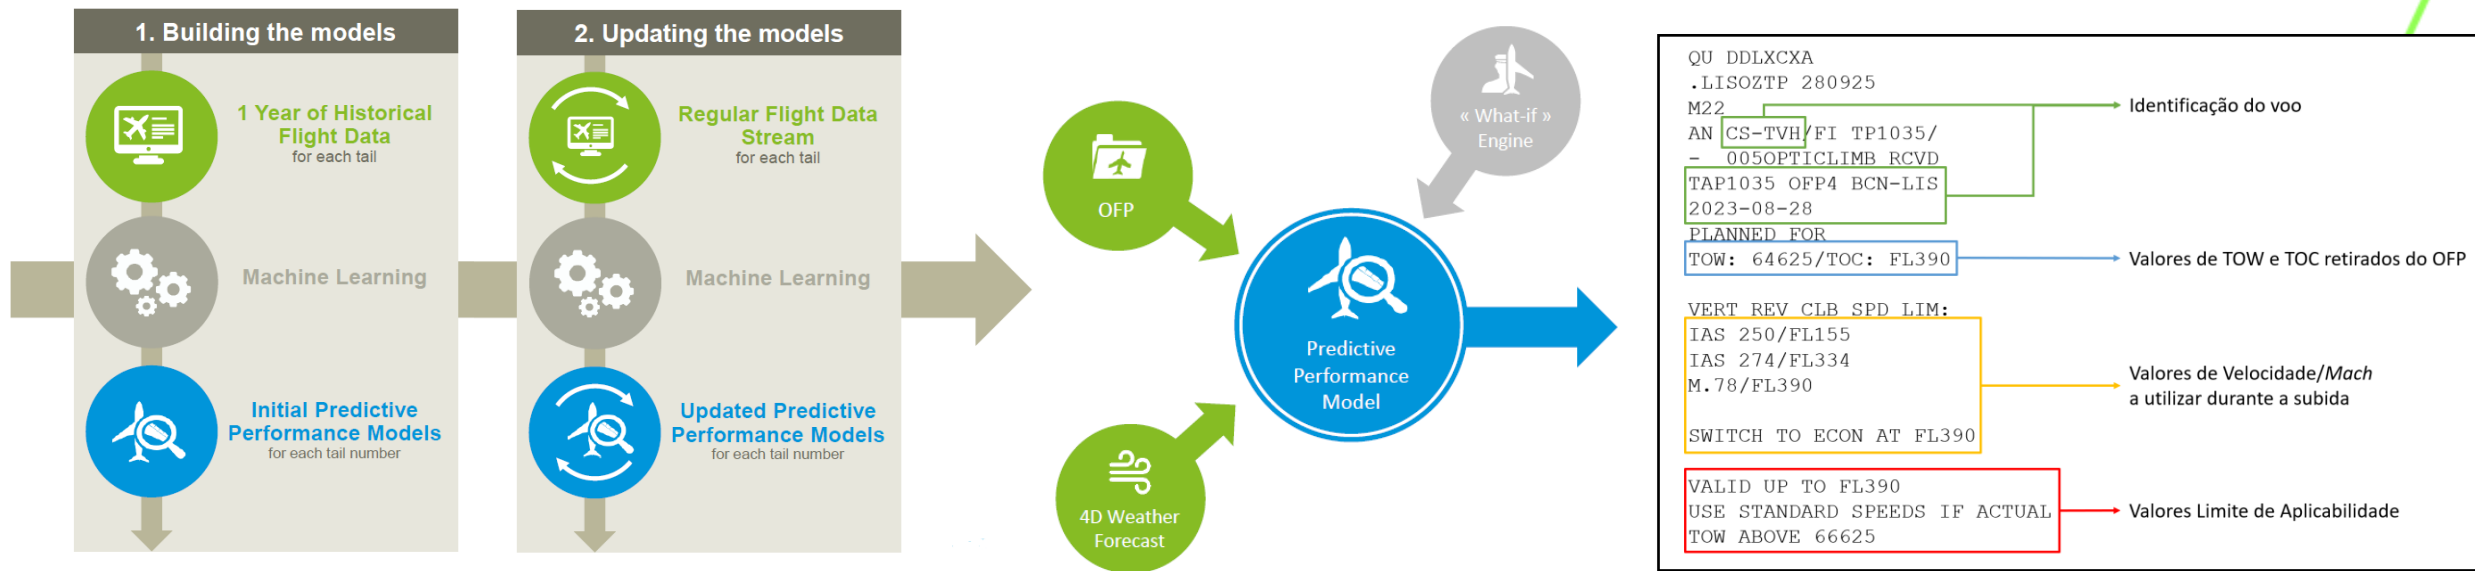 1. Building the models
1 Year of Historical
Flight Data
for each tail
Machine Learning
Initial Predictive
Performance Models
for each tail number
2. Updating the models
Regular Flight Data
Stream
for each tail
Machine Learning
Updated Predictive
Performance Models
for each tail number
OFP
« What-if »
Engine
Predictive
Performance
Model
4D Weather
Forecast
QU DDLXCXA
.LISOZTP 280925
M22
AN CS-TVH/FI TP1035/
- 005OPTICLIMB RCVD
TAP1035 OFP4 BCN-LIS
2023-08-28
PLANNED FOR
TOW: 64625/TOC: FL390
VERT REV CLB SPD LIM:
IAS 250/FL155
IAS 274/FL334
M.78/FL390
SWITCH TO ECON AT FL390
VALID UP TO FL390
USE STANDARD SPEEDS IF ACTUAL
TOW ABOVE 66625
Identificação do voo
Valores de TOW e TOC retirados do OFP
Valores de Velocidade/Mach
a utilizar durante a subida
Valores Limite de Aplicabilidade